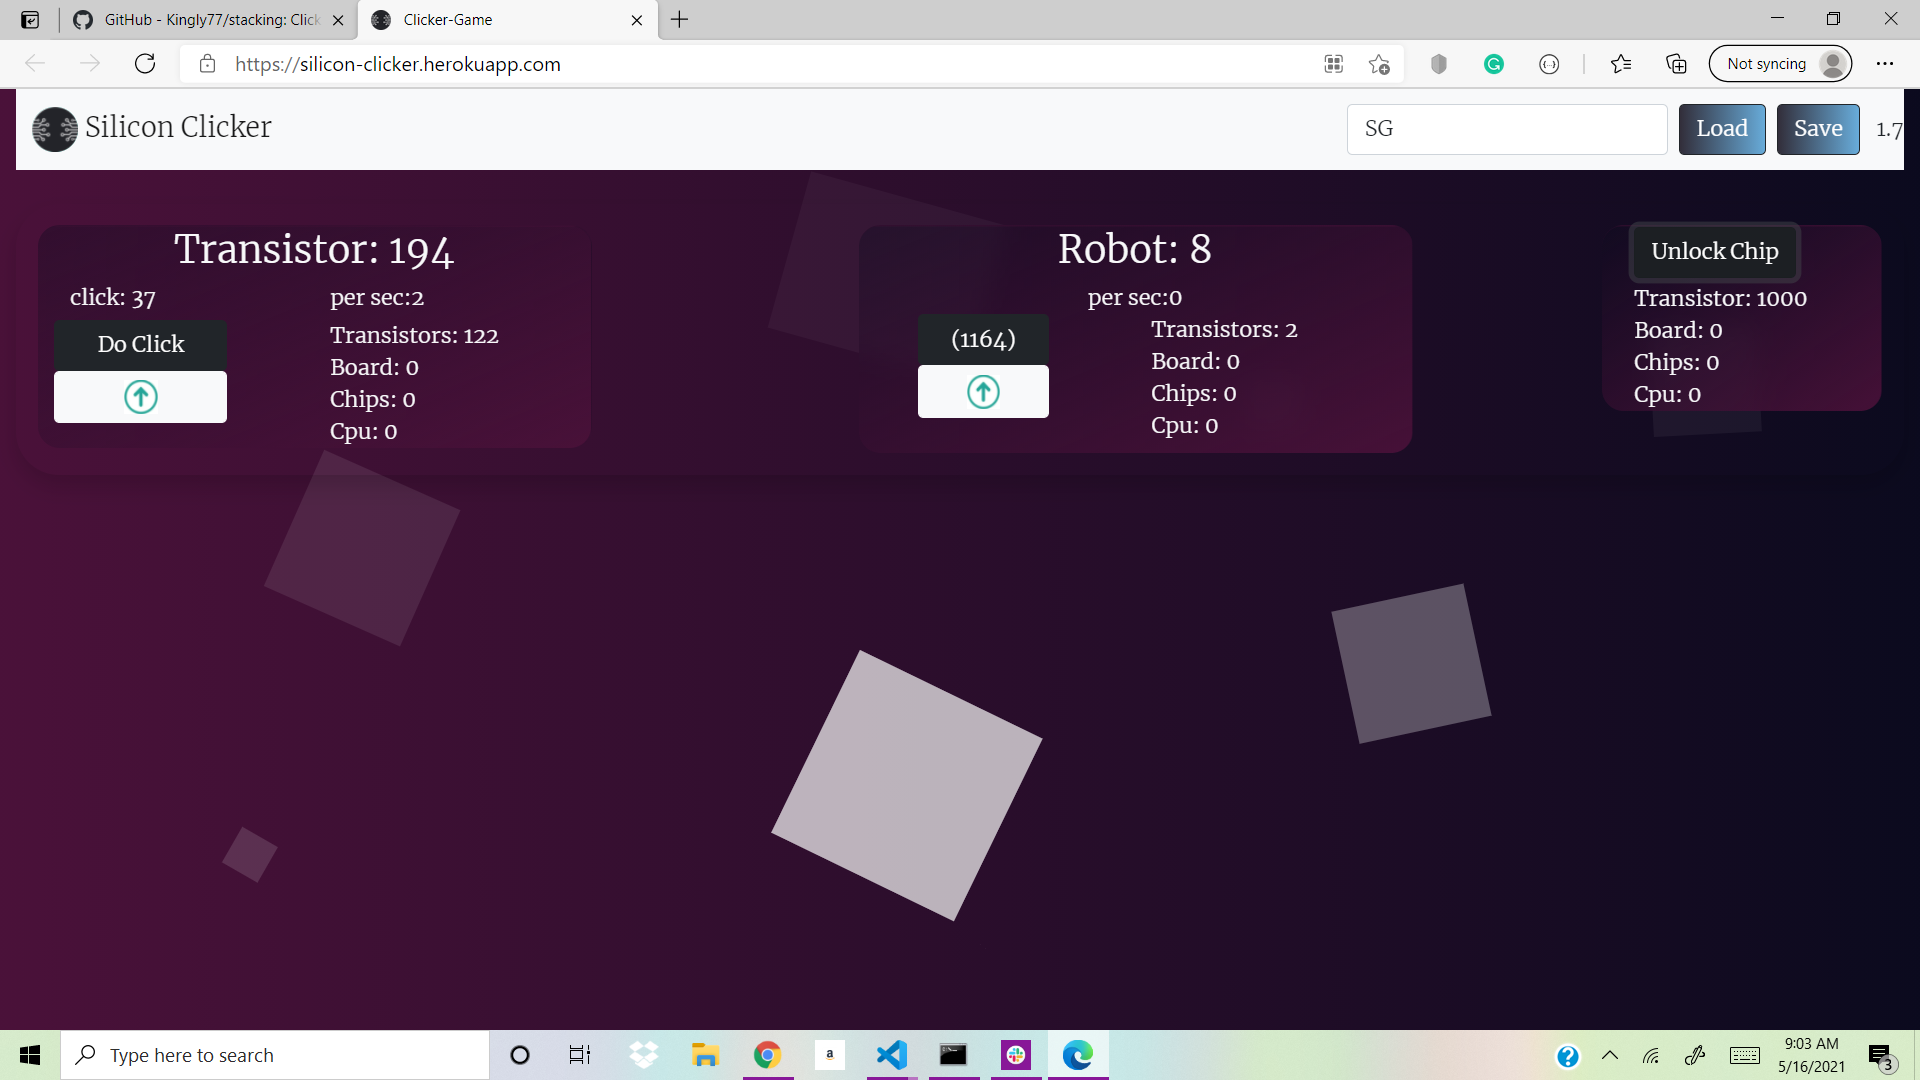 GitHub - Kingly77/stacking: Click
Clicker-Game
https://silicon-clicker.herokuapp.com
Not syncing
Silicon Clicker
SG
Load
Save
1.7
Transistor: 194
click: 37
per sec:2
Do Click
Transistors: 122
Board: 0
Chips: 0
Cpu: 0
Robot: 8
per sec:0
(1164)
Transistors: 2
Board: 0
Chips: 0
Cpu: 0
Unlock Chip
Transistor: 1000
Board: 0
Chips: 0
Cpu: 0
Type here to search
a
9:03 AM
5/16/2021
3